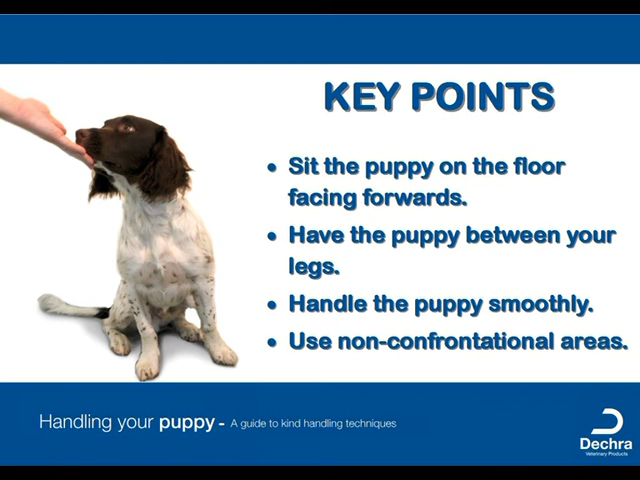 KEY POINTS
• Sit the puppy on the floor
facing forwards.
• Have the puppy between your
legs.
• Handle the puppy smoothly.
• Use non-confrontational areas.
Handling your puppy - A guide to kind handling techniques
Dechra
Veterinary Products